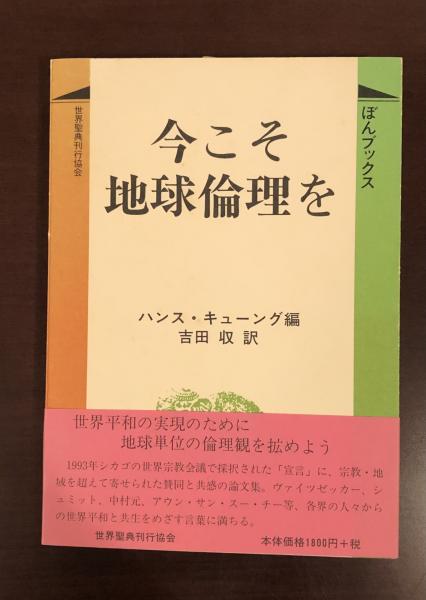 ぼんブックス
今こそ
地球倫理を
世界聖典刊行協会
ハンス・キューング編
吉田 収 訳
世界平和の実現のために
地球単位の倫理観を拡めよう
1993年シカゴの世界宗教会議で採択された「宣言」に、宗教・地
域を超えて寄せられた賛同と共感の論文集。ヴァイツゼッカー、シ
ュミット、中村元、アウン・サン・スー・チー等、各界の人々から
の世界平和と共生をめざす言葉に満ちる。
世界聖典刊行協会
本体価格1800円+税